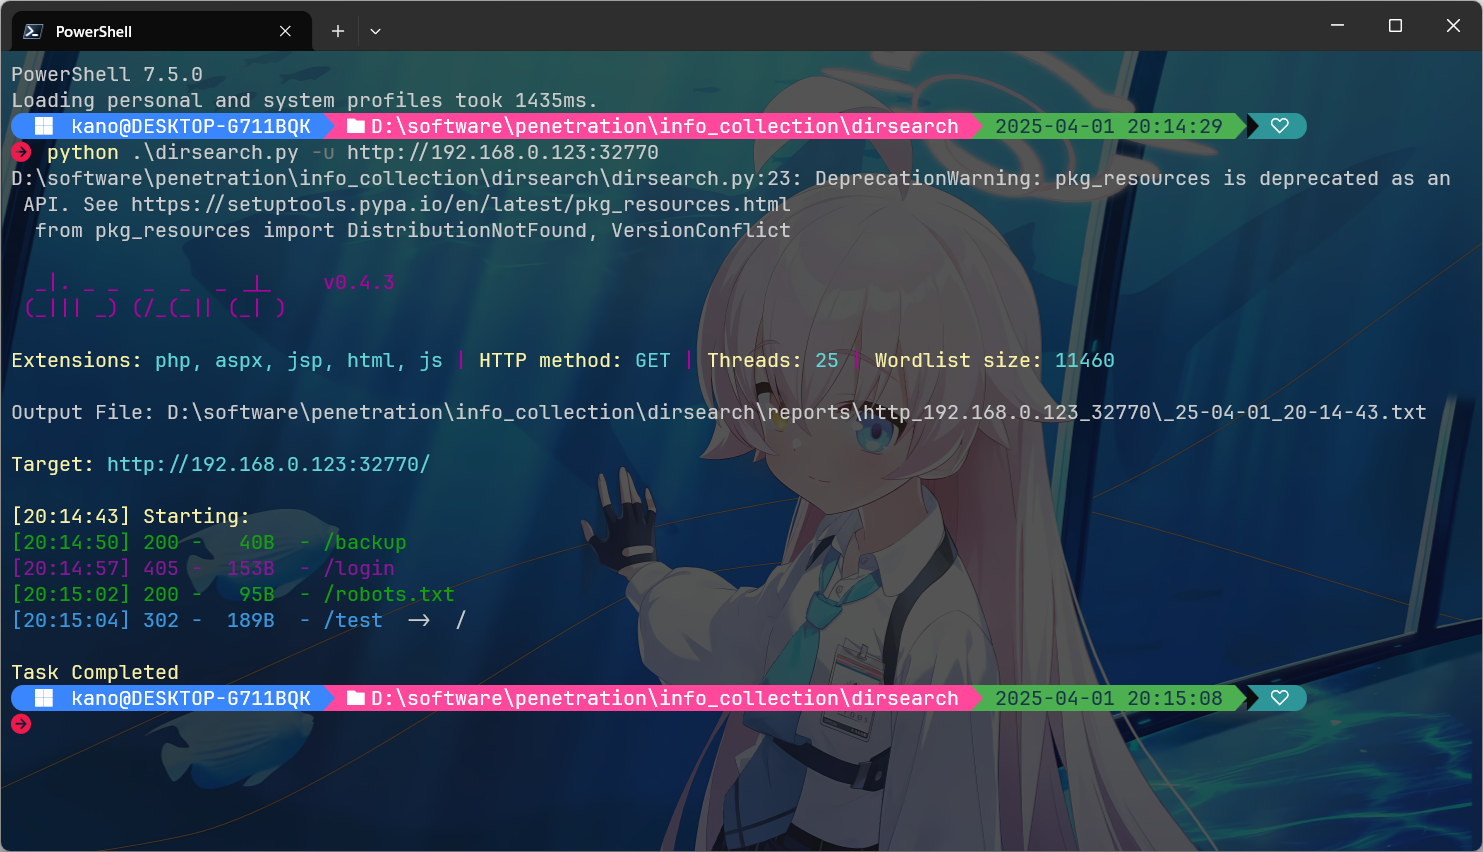 PowerShell
PowerShell 7.5.0
Loading personal and system profiles took 1435ms.
kano@DESKTOP-G711BQK D:\software\penetration\info_collection\dirsearch 2025-04-01 20:14:29
python .\dirsearch.py -u http://192.168.0.123:32770
D:\software\penetration\info_collection\dirsearch\dirsearch.py:23: DeprecationWarning: pkg_resources is deprecated as an
API. See https://setuptools.pypa.io/en/latest/pkg_resources.html
from pkg_resources import DistributionNotFound, VersionConflict
_|. _ _  _  _  _ _|_    v0.4.3
(_||| _) (/_(_|| (_| )
Extensions: php, aspx, jsp, html, js | HTTP method: GET | Threads: 25 | Wordlist size: 11460
Output File: D:\software\penetration\info_collection\dirsearch\reports\http_192.168.0.123_32770\_25-04-01_20-14-43.txt
Target: http://192.168.0.123:32770/
[20:14:43] Starting:
[20:14:50] 200 -   40B  - /backup
[20:14:57] 405 -  153B  - /login
[20:15:02] 200 -   95B  - /robots.txt
[20:15:04] 302 -  189B  - /test  ->  /
Task Completed
kano@DESKTOP-G711BQK D:\software\penetration\info_collection\dirsearch 2025-04-01 20:15:08